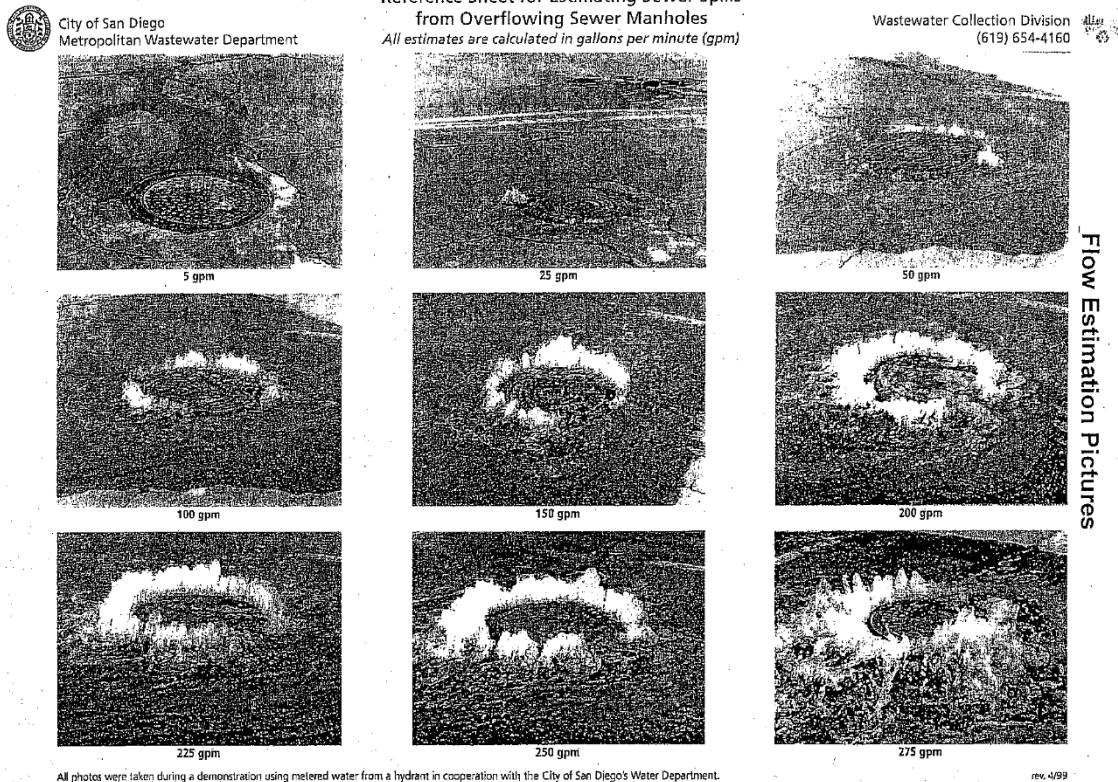 City of San Diego
Metropolitan Wastewater Department
Reference Sheet for Estimating Sewer Spills
from Overflowing Sewer Manholes
All estimates are calculated in gallons per minute (gpm)
Wastewater Collection Division
(619) 654-4160
5 gpm
25 gpm
50 gpm
100 gpm
150 gpm
200 gpm
225 gpm
250 gpm
275 gpm
Flow Estimation Pictures
All photos were taken during a demonstration using metered water from a hydrant in cooperation with the City of San Diego's Water Department.
rev. 4/99